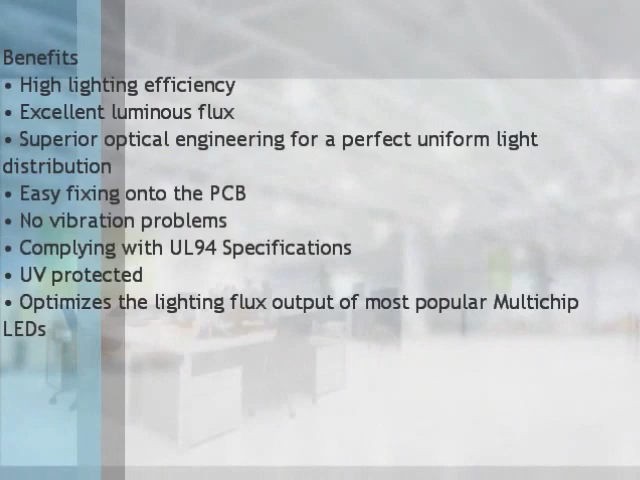 Benefits
• High lighting efficiency
• Excellent luminous flux
• Superior optical engineering for a perfect uniform light
distribution
• Easy fixing onto the PCB
• No vibration problems
• Complying with UL94 Specifications
• UV protected
• Optimizes the lighting flux output of most popular Multichip
LEDs